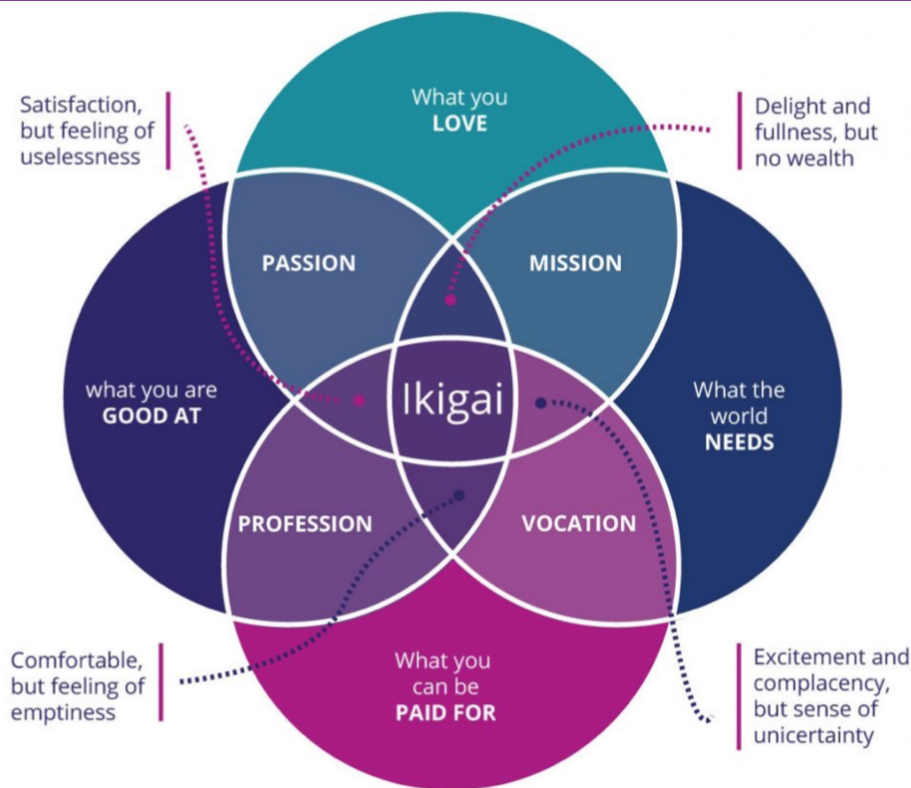 What you
LOVE
Satisfaction,
but feeling of
uselessness
Delight and
fullness, but
no wealth
PASSION
MISSION
what you are
GOOD AT
Ikigai
What the
world
NEEDS
PROFESSION
VOCATION
Comfortable,
but feeling of
emptiness
What you
can be
PAID FOR
Excitement and
complacency,
but sense of
unicertainty